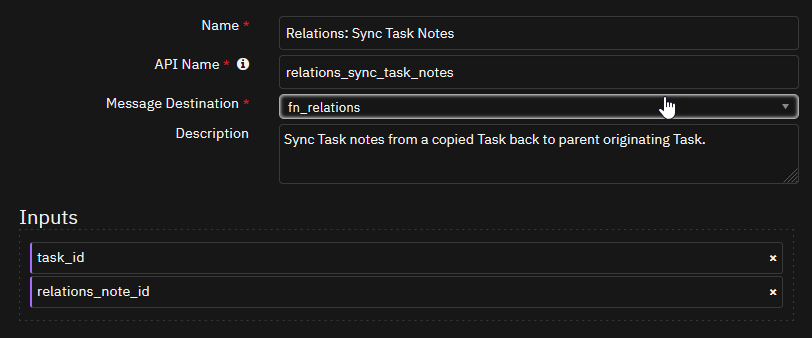 Name *
Relations: Sync Task Notes
API Name *
relations_sync_task_notes
Message Destination *
fn_relations
Description
Sync Task notes from a copied Task back to parent originating Task.
Inputs
task_id
relations_note_id